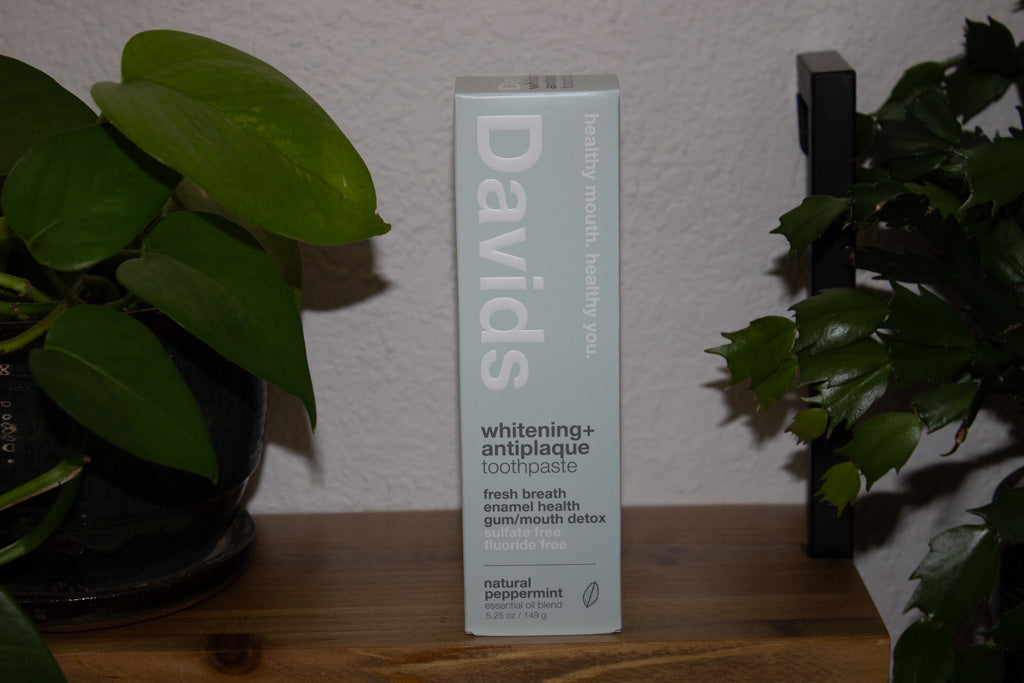 Davids
healthy mouth. healthy you.
whitening+
antiplaque
toothpaste
fresh breath
enamel health
gum/mouth detox
sulfate free
fluoride free
natural
peppermint
essential oil blend
5.25 oz / 149 g